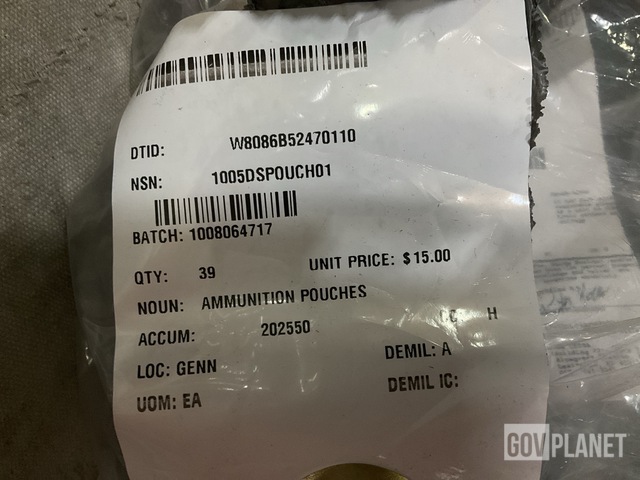 DTID: W8086B52470110
NSN: 1005DSPOUCH01
BATCH: 1008064717
QTY: 39 UNIT PRICE: $15.00
NOUN: AMMUNITION POUCHES
ACCUM: 202550 CC H
LOC: GENN DEMIL: A
UOM: EA DEMIL IC:
GOVPLANET